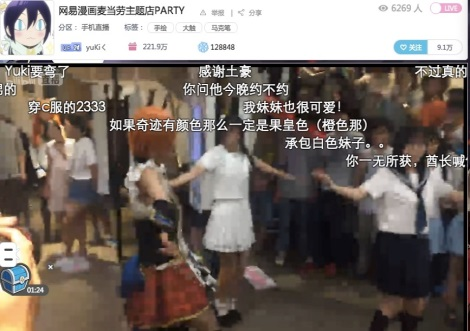 网易漫画麦当劳主题店PARTY
举报 | 分享
6269 人
LIVE
分区：手机直播 标签：手绘 大触 马克笔
yuKi
221.9万
128848
关注 9.1万
Yuki要弯了
感谢土豪
不过真的
的
你问他今晚约不约
穿c服的2333
我妹妹也很可爱！
如果奇迹有颜色那么一定是果皇色（橙色那）
承包白色妹子。。
你一无所获，酋长喊
01:24